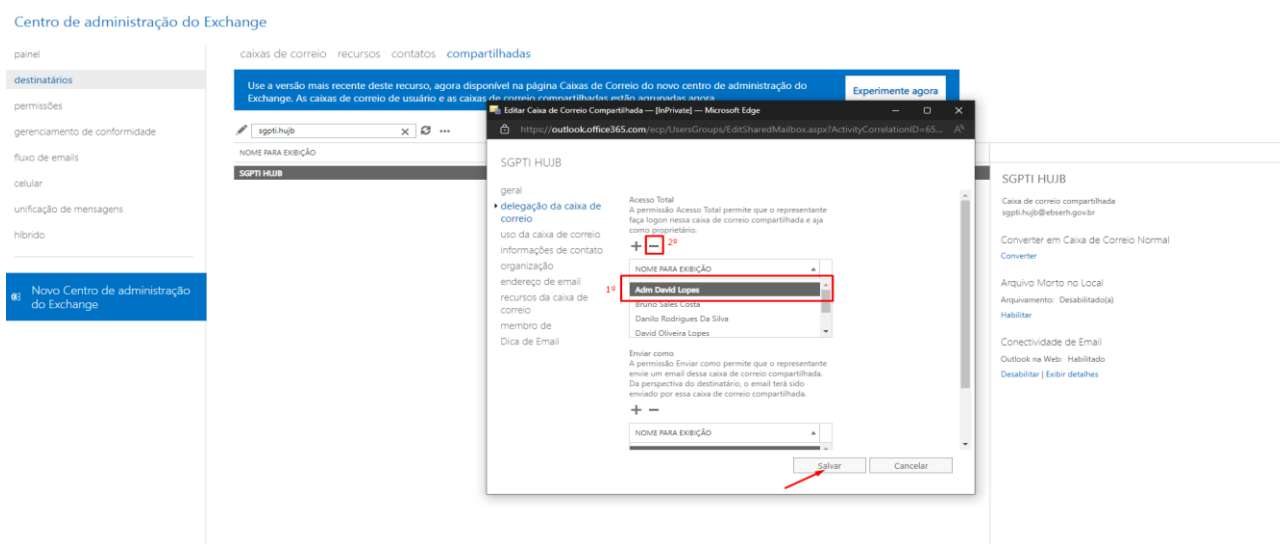 Centro de administração do Exchange
painel
destinatários
permissões
gerenciamento de conformidade
fluxo de emails
celular
unificação de mensagens
híbrido
Novo Centro de administração
do Exchange
caixas de correio recursos contatos compartilhadas
Use a versão mais recente deste recurso, agora disponível na página Caixas de Correio do novo centro de administração do
Exchange. As caixas de correio de usuário e as caixas de correio compartilhadas estão agrupadas agora.
Experimente agora
sgpti.hujb
NOME PARA EXIBIÇÃO
SGPTI HUJB
Editar Caixa de Correio Compartilhada — [InPrivate] — Microsoft Edge
https://outlook.office365.com/ecp/UsersGroups/EditSharedMailbox.aspx?ActivityCorrelationID=65...
SGPTI HUJB
geral
delegação da caixa de
correio
uso da caixa de correio
informações de contato
organização
endereço de email
recursos da caixa de
correio
membro de
Dica de Email
Acesso Total
A permissão Acesso Total permite que o representante
faça logon nessa caixa de correio compartilhada e aja
como proprietário.
2º
NOME PARA EXIBIÇÃO
1º
Adm David Lopes
Bruno Sales Costa
Danilo Rodrigues Da Silva
David Oliveira Lopes
Enviar como
A permissão Enviar como permite que o representante
envie um email dessa caixa de correio compartilhada.
Da perspectiva do destinatário, o email terá sido
enviado por essa caixa de correio compartilhada.
NOME PARA EXIBIÇÃO
Salvar Cancelar
SGPTI HUJB
Caixa de correio compartilhada
sgpti.hujb@ebserh.gov.br
Converter em Caixa de Correio Normal
Converter
Arquivo Morto no Local
Arquivamento: Desabilitado(a)
Habilitar
Conectividade de Email
Outlook na Web: Habilitado
Desabilitar | Exibir detalhes